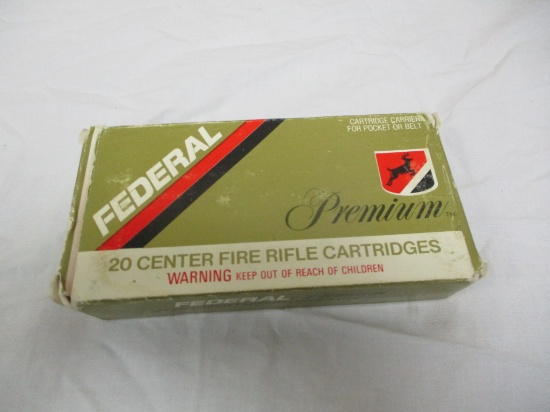 CARTRIDGE CARRIER
FOR POCKET OR BELT
FEDERAL
Premium TM
20 CENTER FIRE RIFLE CARTRIDGES
WARNING KEEP OUT OF REACH OF CHILDREN
FEDERAL